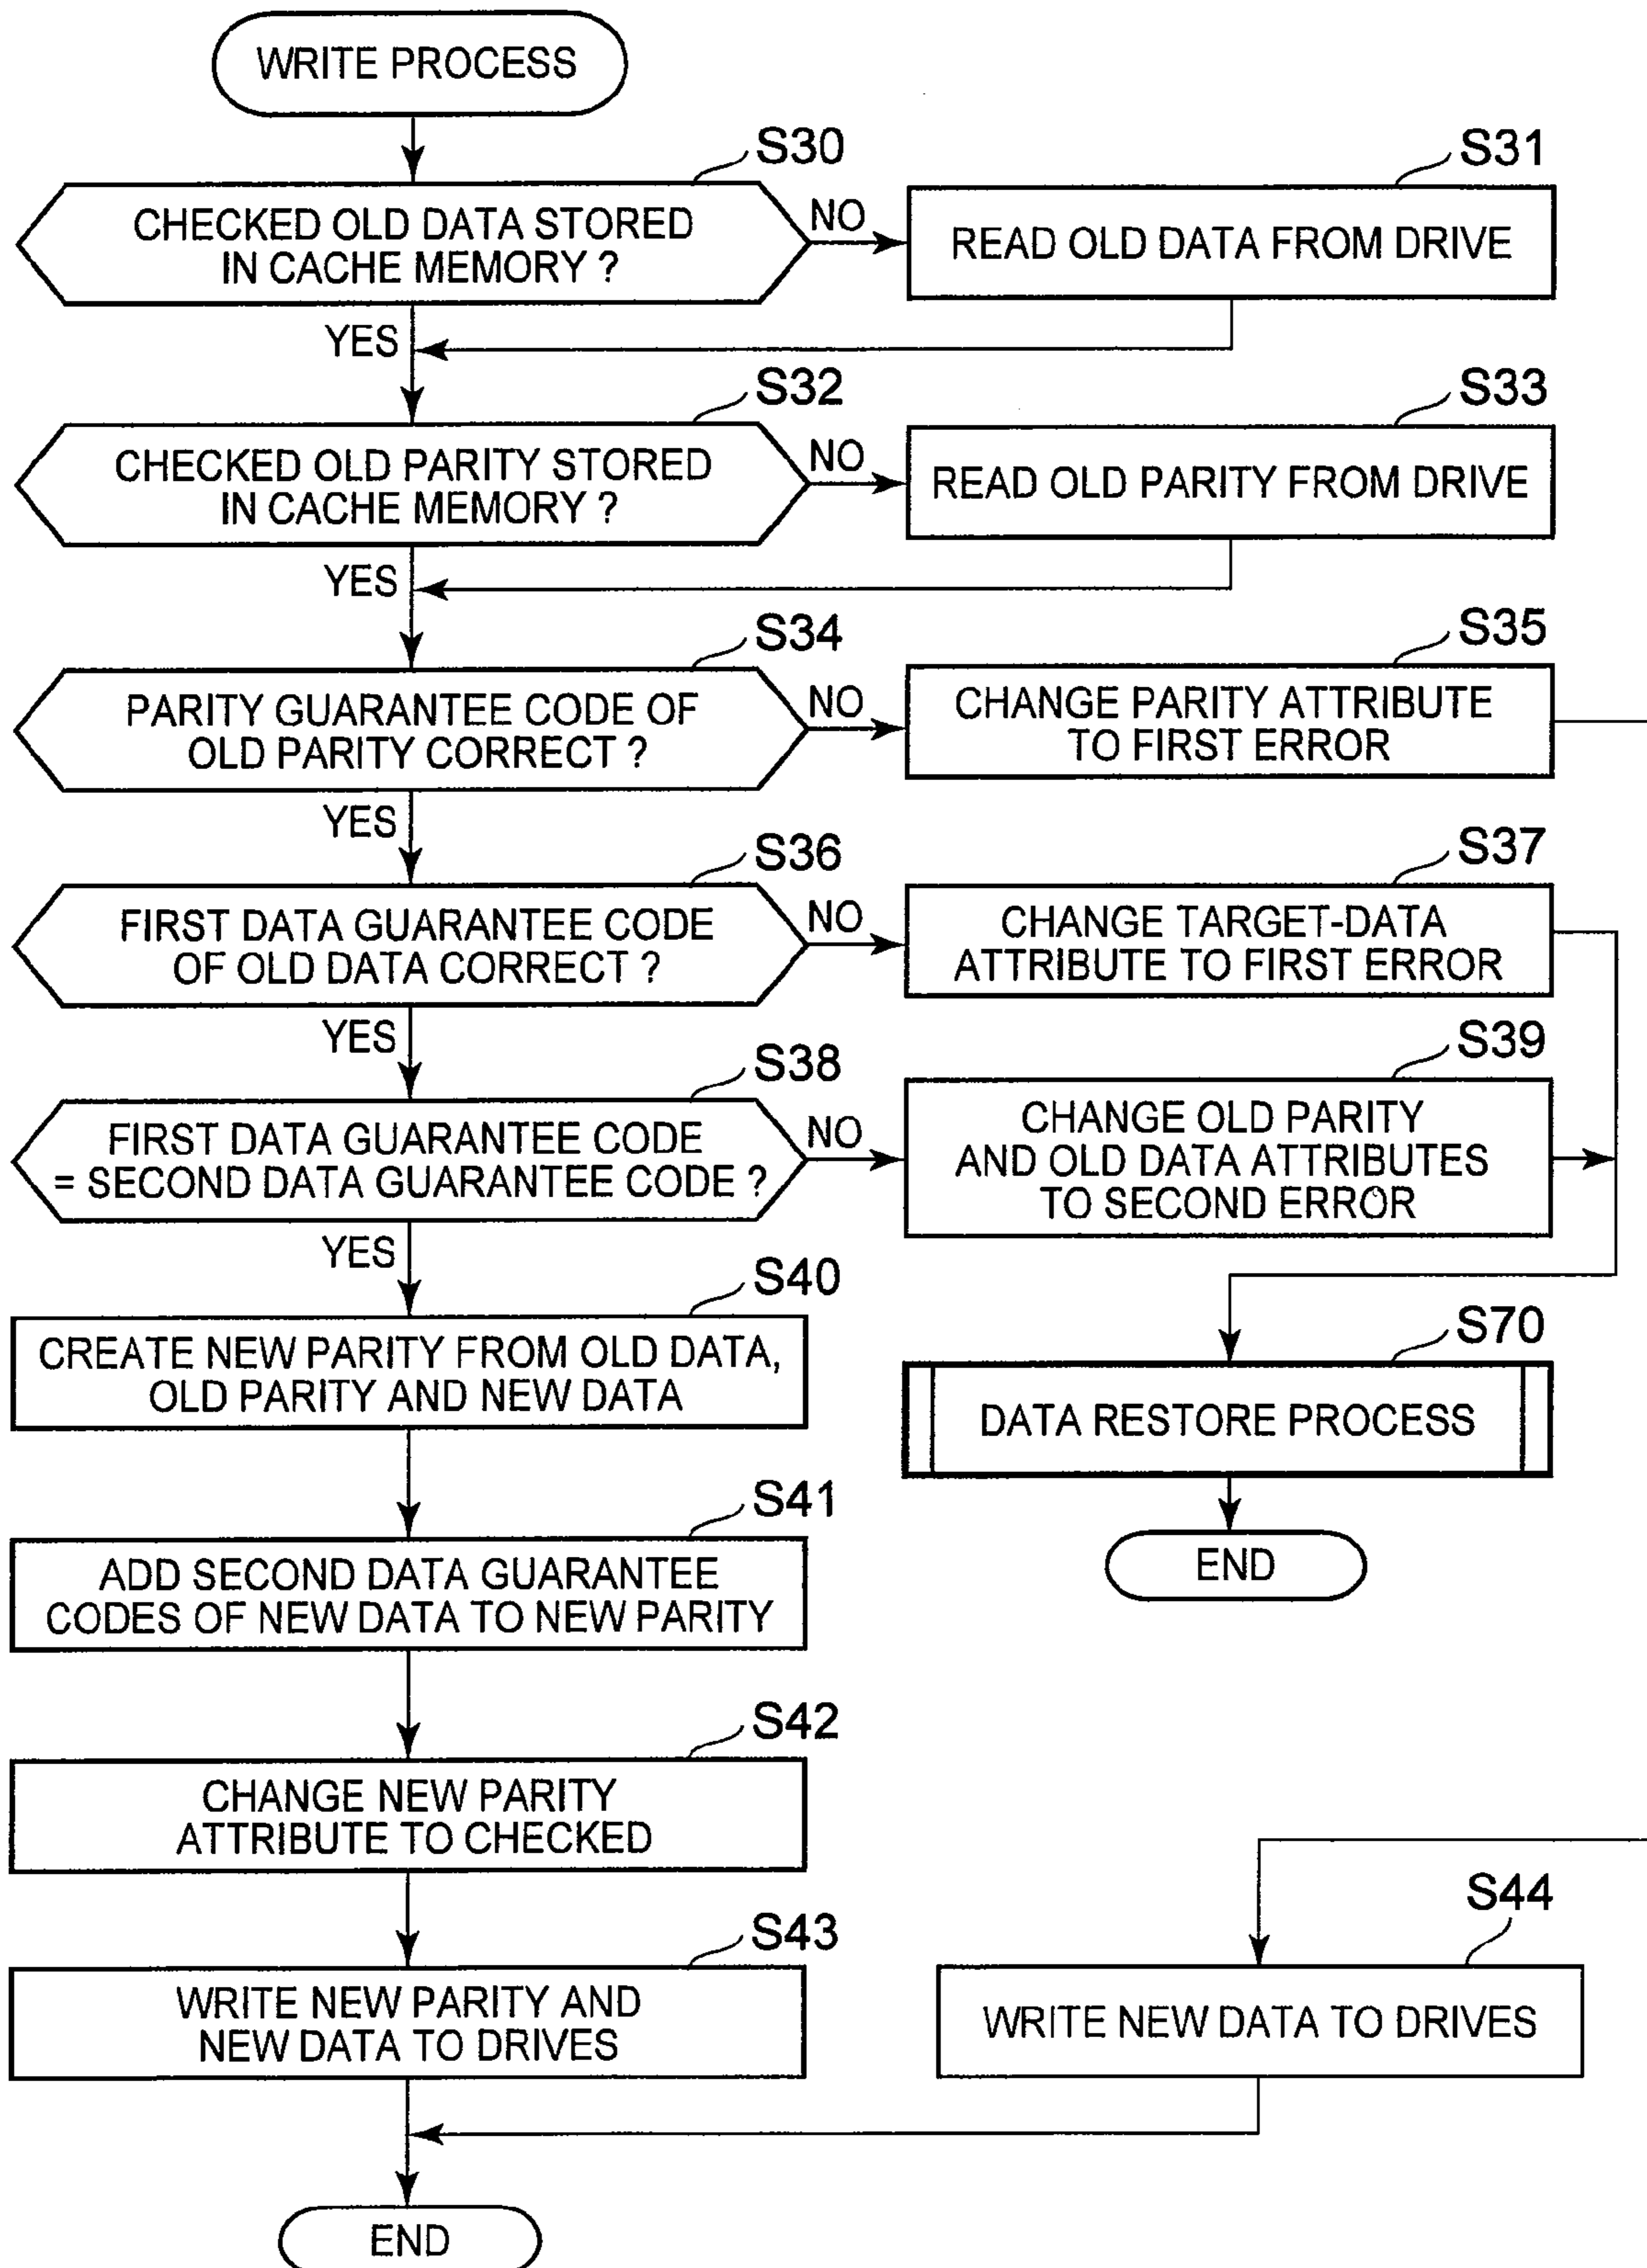 WRITE PROCESS
S30
CHECKED OLD DATA STORED
IN CACHE MEMORY ?
NO
S31
READ OLD DATA FROM DRIVE
YES
S32
CHECKED OLD PARITY STORED
IN CACHE MEMORY ?
NO
S33
READ OLD PARITY FROM DRIVE
YES
S34
PARITY GUARANTEE CODE OF
OLD PARITY CORRECT ?
NO
S35
CHANGE PARITY ATTRIBUTE
TO FIRST ERROR
YES
S36
FIRST DATA GUARANTEE CODE
OF OLD DATA CORRECT ?
NO
S37
CHANGE TARGET-DATA
ATTRIBUTE TO FIRST ERROR
YES
S38
FIRST DATA GUARANTEE CODE
= SECOND DATA GUARANTEE CODE ?
NO
S39
CHANGE OLD PARITY
AND OLD DATA ATTRIBUTES
TO SECOND ERROR
YES
S40
CREATE NEW PARITY FROM OLD DATA,
OLD PARITY AND NEW DATA
S70
DATA RESTORE PROCESS
END
S41
ADD SECOND DATA GUARANTEE
CODES OF NEW DATA TO NEW PARITY
S42
CHANGE NEW PARITY
ATTRIBUTE TO CHECKED
S43
WRITE NEW PARITY AND
NEW DATA TO DRIVES
S44
WRITE NEW DATA TO DRIVES
END